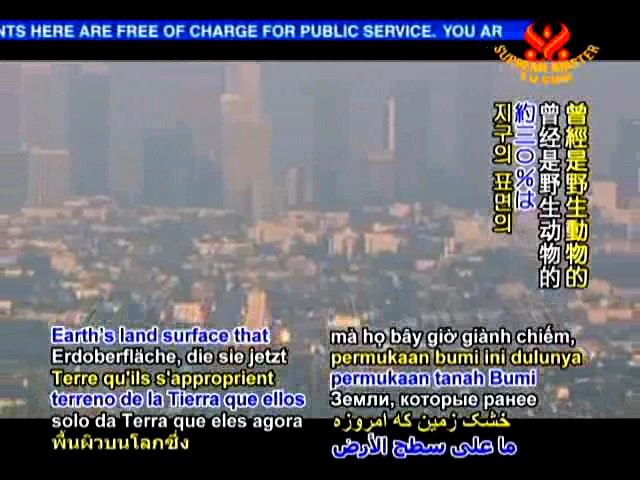 NTS HERE ARE FREE OF CHARGE FOR PUBLIC SERVICE. YOU AR
SUPREME MASTER
TV.COM
曾經是野生動物的
曾经是野生动物的
約三〇％は
지구의 표면의
Earth's land surface that
Erdoberfläche, die sie jetzt
Terre qu'ils s'approprient
terreno de la Tierra que ellos
solo da Terra que eles agora
พื้นผิวบนโลกซึ่ง
mà họ bây giờ giành chiếm,
permukaan bumi ini dulunya
permukaan tanah Bumi
Земли, которые ранее
خشک زمین که امروزه
ما على سطح الأرض